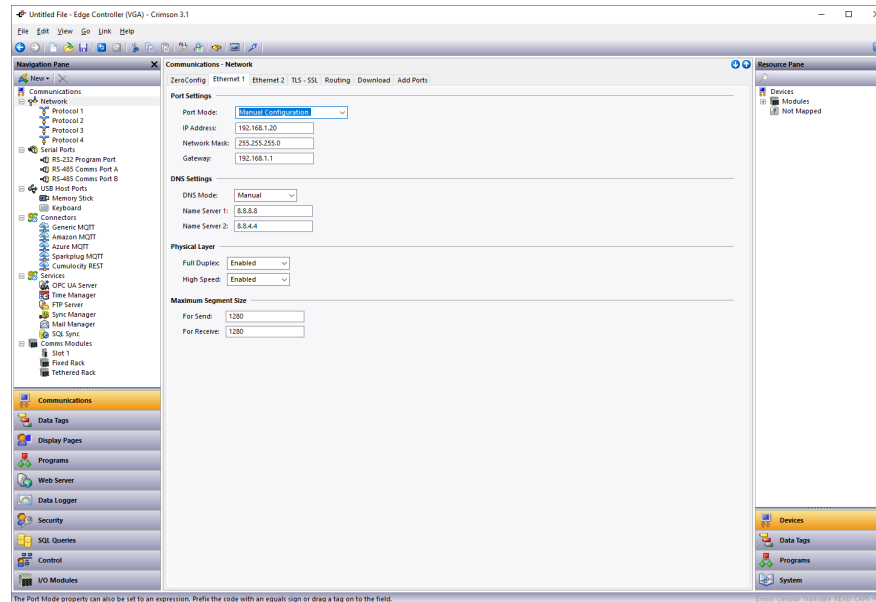 Untitled File - Edge Controller (VGA) - Crimson 3.1
File Edit View Go Link Help
Navigation Pane
New
Communications
Network
Protocol 1
Protocol 2
Protocol 3
Protocol 4
Serial Ports
RS-232 Program Port
RS-485 Comms Port A
RS-485 Comms Port B
USB Host Ports
Memory Stick
Keyboard
Connectors
Generic MQTT
Amazon MQTT
Azure MQTT
Sparkplug MQTT
Cumulocity REST
Services
OPC UA Server
Time Manager
FTP Server
Sync Manager
Mail Manager
SQL Sync
Comms Modules
Slot 1
Fixed Rack
Tethered Rack
Communications
Data Tags
Display Pages
Programs
Web Server
Data Logger
Security
SQL Queries
Control
I/O Modules
Communications - Network
ZeroConfig Ethernet 1 Ethernet 2 TLS - SSL Routing Download Add Ports
Port Settings
Port Mode: Manual Configuration
IP Address: 192.168.1.20
Network Mask: 255.255.255.0
Gateway: 192.168.1.1
DNS Settings
DNS Mode: Manual
Name Server 1: 8.8.8.8
Name Server 2: 8.8.4.4
Physical Layer
Full Duplex: Enabled
High Speed: Enabled
Maximum Segment Size
For Send: 1280
For Receive: 1280
Resource Pane
Devices
Modules
Not Mapped
Devices
Data Tags
Programs
System
The Port Mode property can also be set to an expression. Prefix the code with an equals sign or drag a tag on to the field.